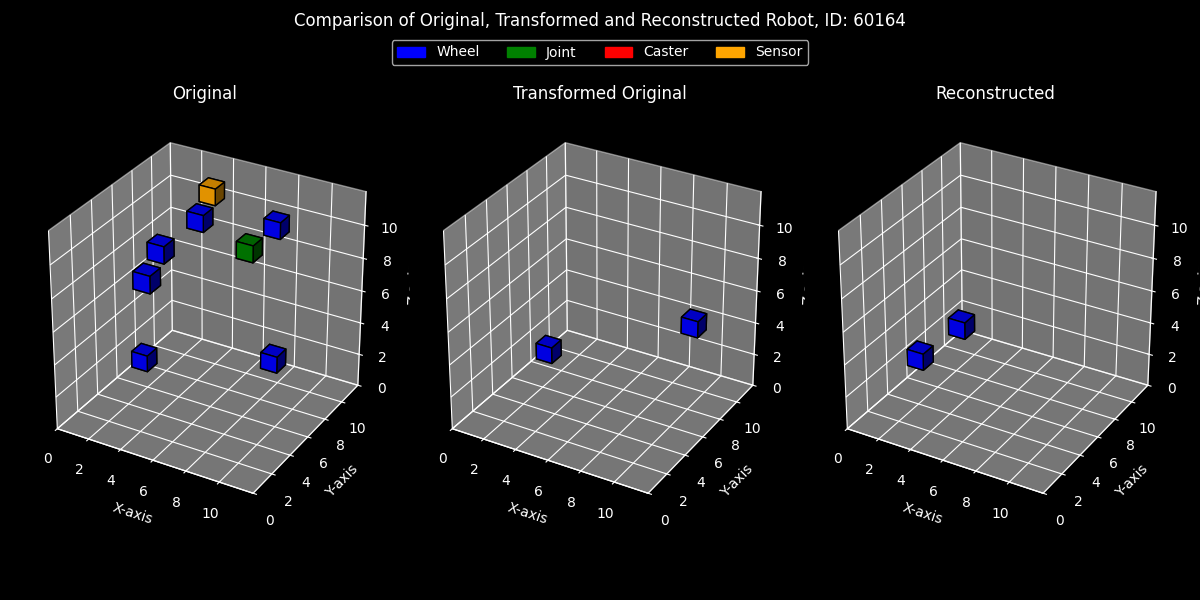 Comparison of Original, Transformed and Reconstructed Robot, ID: 60164
Wheel Joint Caster Sensor
Original Transformed Original Reconstructed
10 10 10
8 8 8
6 6 6
4 4 4
2 2 2
0 0 0
10 10 10
8 8 8
6 6 6
4 4 4
2 2 2
0 0 0
0 2 4 6 8 10 0 2 4 6 8 10 0 2 4 6 8 10
X-axis Y-axis X-axis Y-axis X-axis Y-axis